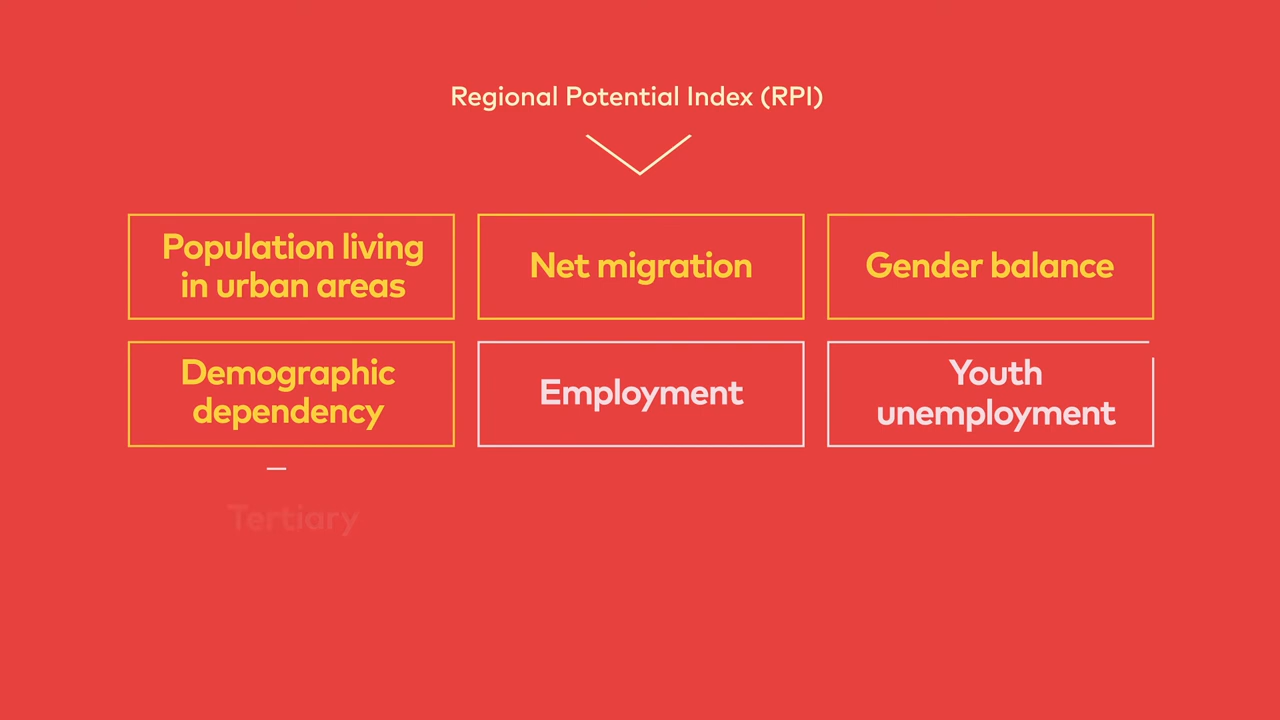 Regional Potential Index (RPI)
Population living
in urban areas
Net migration
Gender balance
Demographic
dependency
Employment
Youth
unemployment
Tertiary